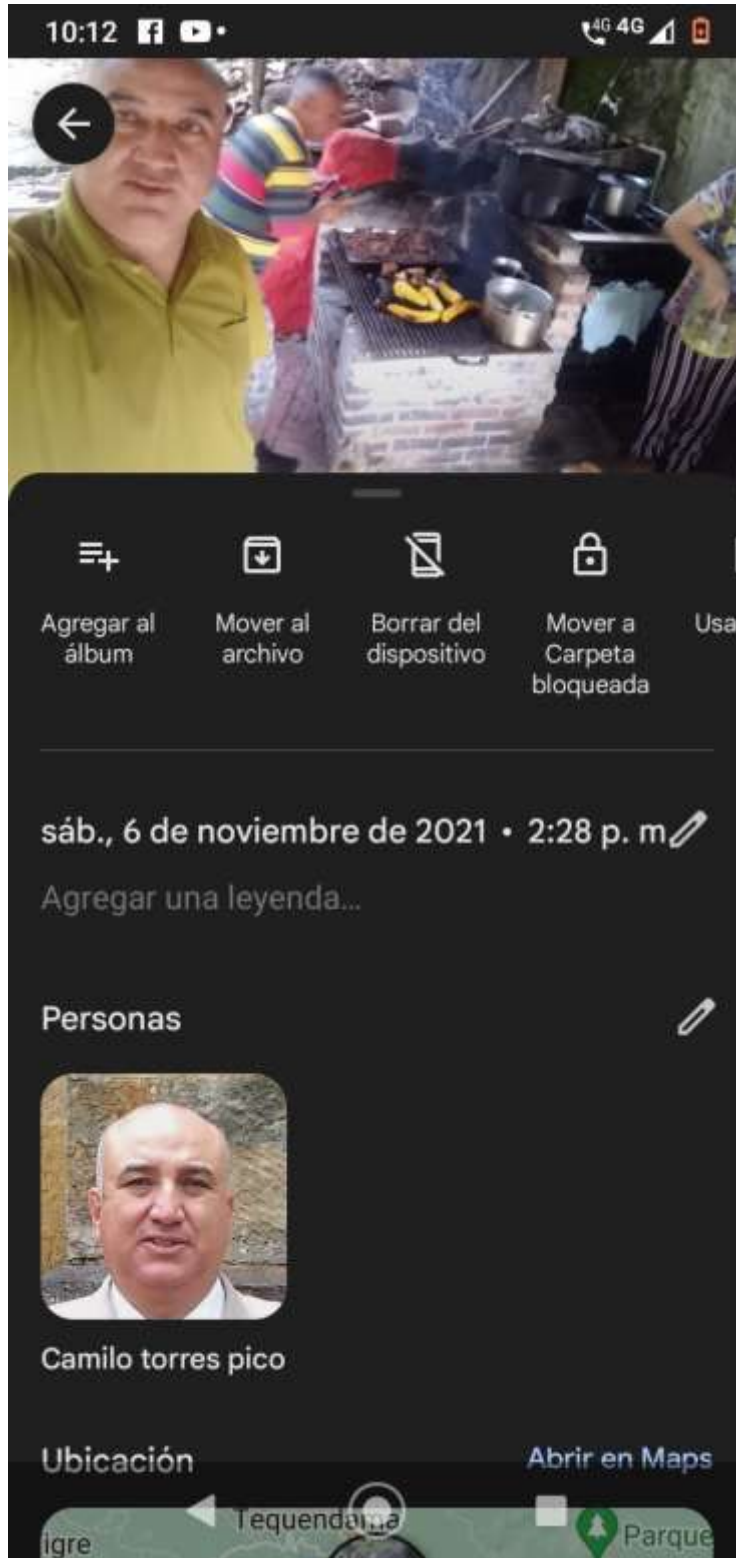 10:12
4G 4G
Agregar al álbum
Mover al archivo
Borrar del dispositivo
Mover a Carpeta bloqueada
Usa
sáb., 6 de noviembre de 2021 • 2:28 p. m
Agregar una leyenda...
Personas
Camilo torres pico
Ubicación
Abrir en Maps
Tequendama
igre
Parque